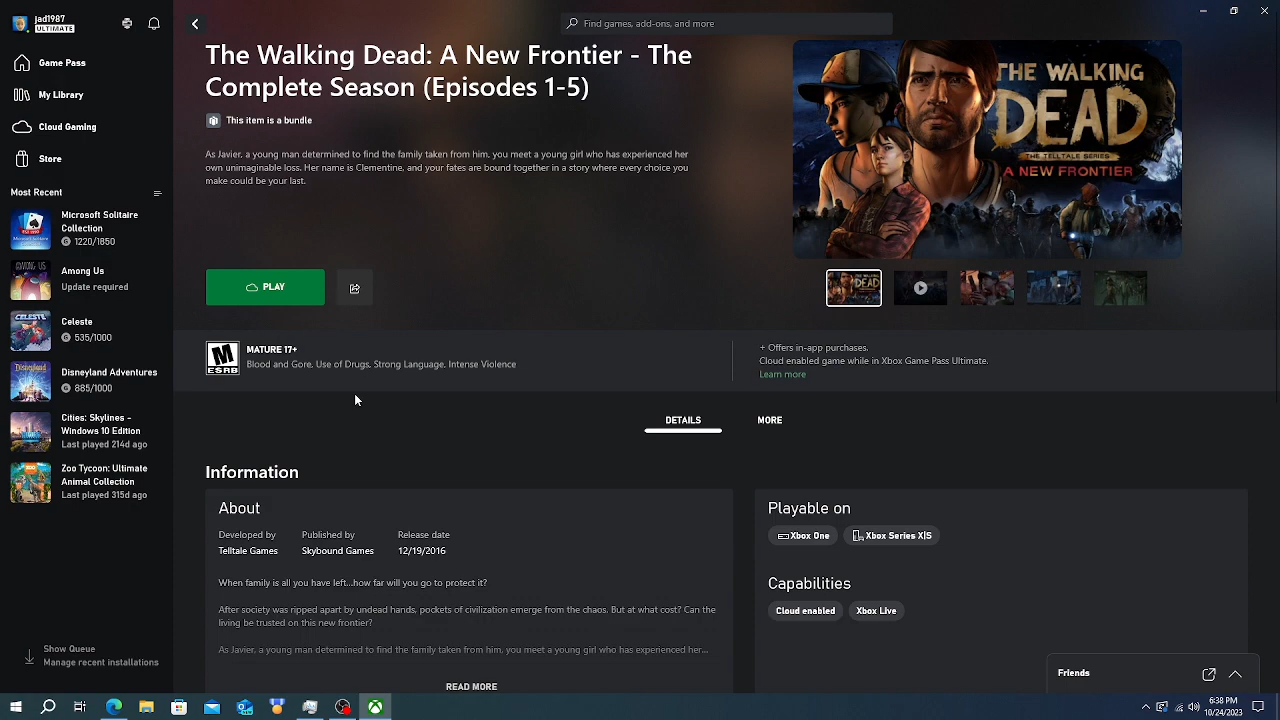 jad1987
ULTIMATE
Find games, add-ons, and more
Game Pass
My Library
Cloud Gaming
Store
Most Recent
Microsoft Solitaire
Collection
G 1220/1850
AMONG US
Among Us
Update required
CELESTE
Celeste
G 535/1000
Disneyland Adventures
G 885/1000
Cities: Skylines -
Windows 10 Edition
Last played 214d ago
ZOO
Zoo Tycoon: Ultimate
Animal Collection
Last played 315d ago
Show Queue
Manage recent installations
The Walking Dead: A New Frontier - The
Complete Season (Episodes 1-5)
This item is a bundle
As Javier, a young man determined to find the family taken from him, you meet a young girl who has experienced her
own unimaginable loss. Her name is Clementine, and your fates are bound together in a story where every choice you
make could be your last.
PLAY
THE WALKING
DEAD
THE TELLTALE SERIES
A NEW FRONTIER
M
ESRB
MATURE 17+
Blood and Gore, Use of Drugs, Strong Language, Intense Violence
+ Offers in-app purchases.
Cloud enabled game while in Xbox Game Pass Ultimate.
Learn more
DETAILS
MORE
Information
About
Developed by
Telltale Games
Published by
Skybound Games
Release date
12/19/2016
When family is all you have left...how far will you go to protect it?
After society was ripped apart by undead hands, pockets of civilization emerge from the chaos. But at what cost? Can the
living be trusted on this new frontier?
As Javier, a young man determined to find the family taken from him, you meet a young girl who has experienced her...
READ MORE
Playable on
Xbox One
Xbox Series X|S
Capabilities
Cloud enabled
Xbox Live
Friends
6:38 PM
10/24/2023